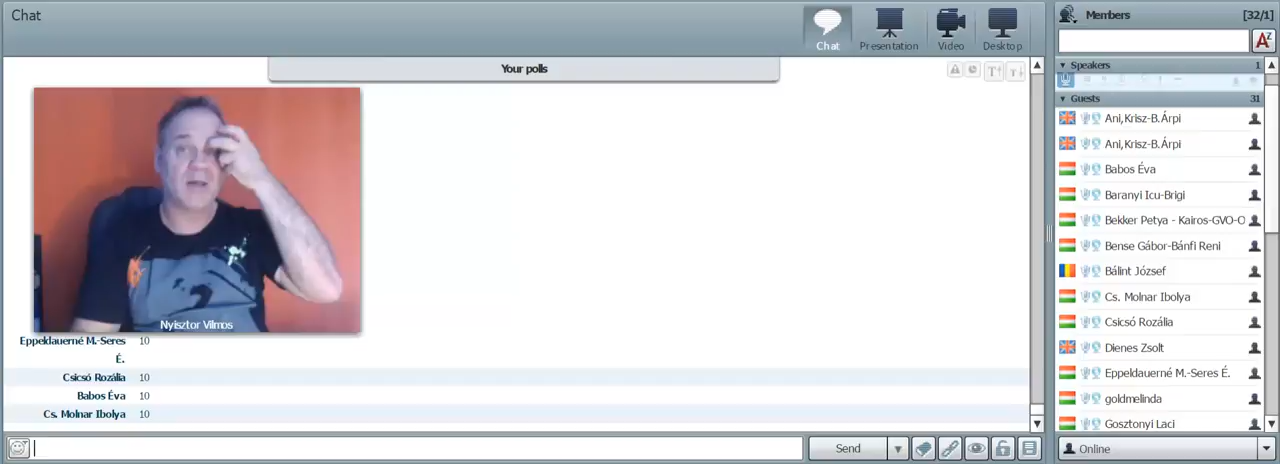 Chat
Chat
Presentation
Video
Desktop
Members
[32/1]
Your polls
Speakers 1
Guests 31
Ani,Krisz-B.Árpi
Ani,Krisz-B.Árpi
Babos Éva
Baranyi Icu-Brigi
Bekker Petya - Kairos-GVO-O
Bense Gábor-Bánfi Reni
Bálint József
Cs. Molnar Ibolya
Csicsó Rozália
Dienes Zsolt
Eppeldauerné M.-Seres É.
goldmelinda
Gosztonyi Laci
Nyisztor Vilmos
Eppeldauerné M.-Seres 10
É.
Csicsó Rozália 10
Babos Éva 10
Cs. Molnar Ibolya 10
Send
Online